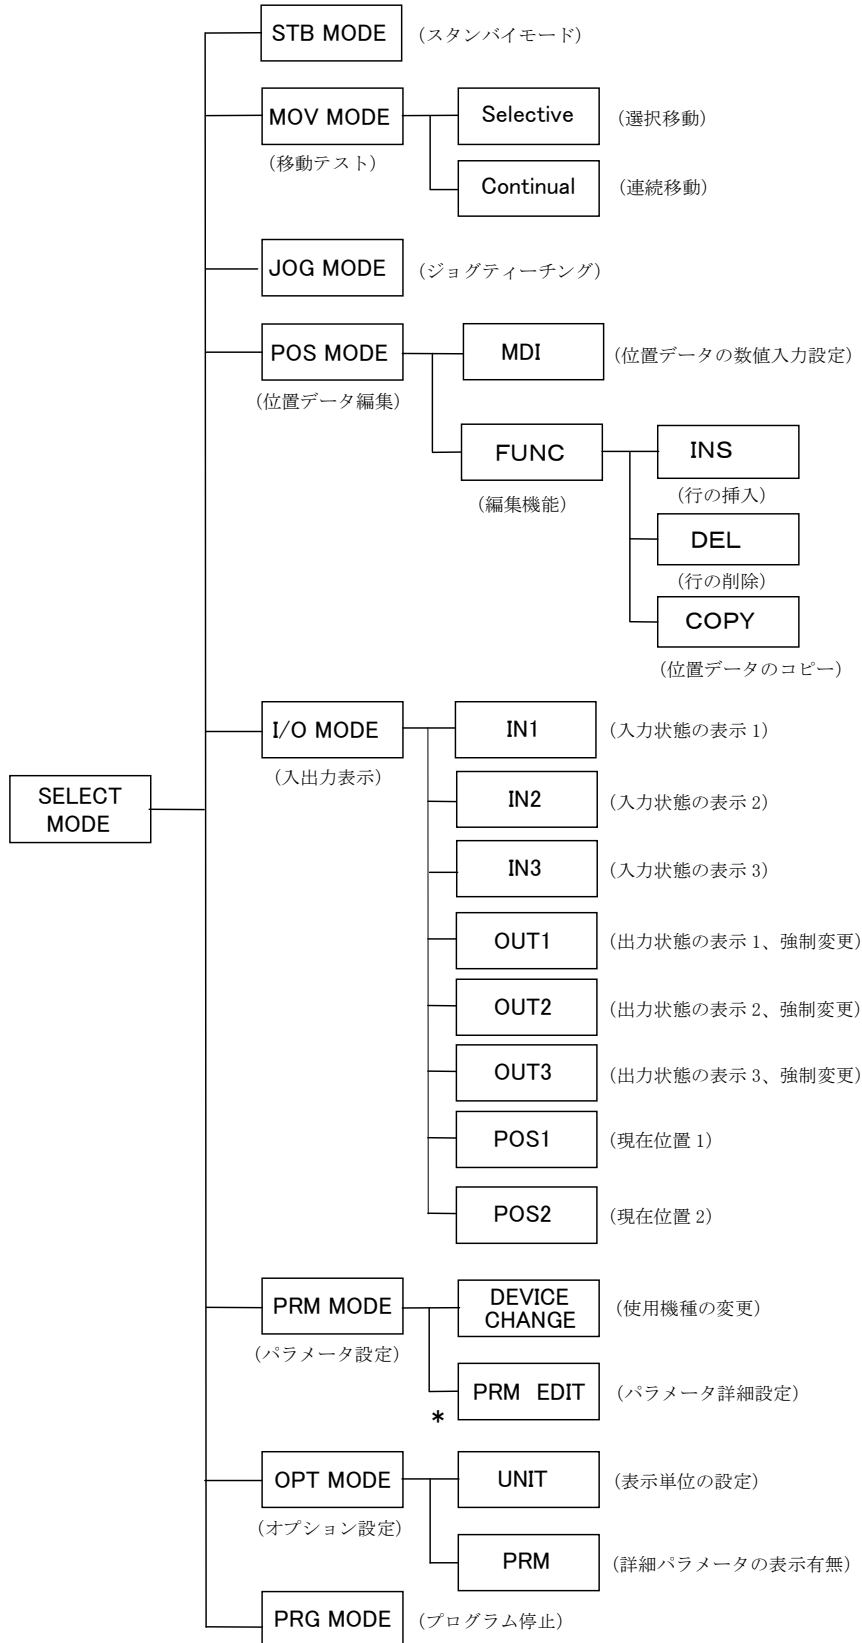 STB MODE (スタンバイモード)
MOV MODE Selective (選択移動)
(移動テスト)
Continual (連続移動)
JOG MODE (ジョグティーチング)
POS MODE MDI (位置データの数値入力設定)
(位置データ編集)
FUNC INS
(編集機能) (行の挿入)
DEL
(行の削除)
COPY
(位置データのコピー)
I/O MODE IN1 (入力状態の表示 1)
(入出力表示)
SELECT
MODE
IN2 (入力状態の表示 2)
IN3 (入力状態の表示 3)
OUT1 (出力状態の表示 1、強制変更)
OUT2 (出力状態の表示 2、強制変更)
OUT3 (出力状態の表示 3、強制変更)
POS1 (現在位置 1)
POS2 (現在位置 2)
PRM MODE DEVICE
CHANGE (使用機種の変更)
(パラメータ設定)
* PRM EDIT (パラメータ詳細設定)
OPT MODE UNIT (表示単位の設定)
(オプション設定)
PRM (詳細パラメータの表示有無)
PRG MODE (プログラム停止)